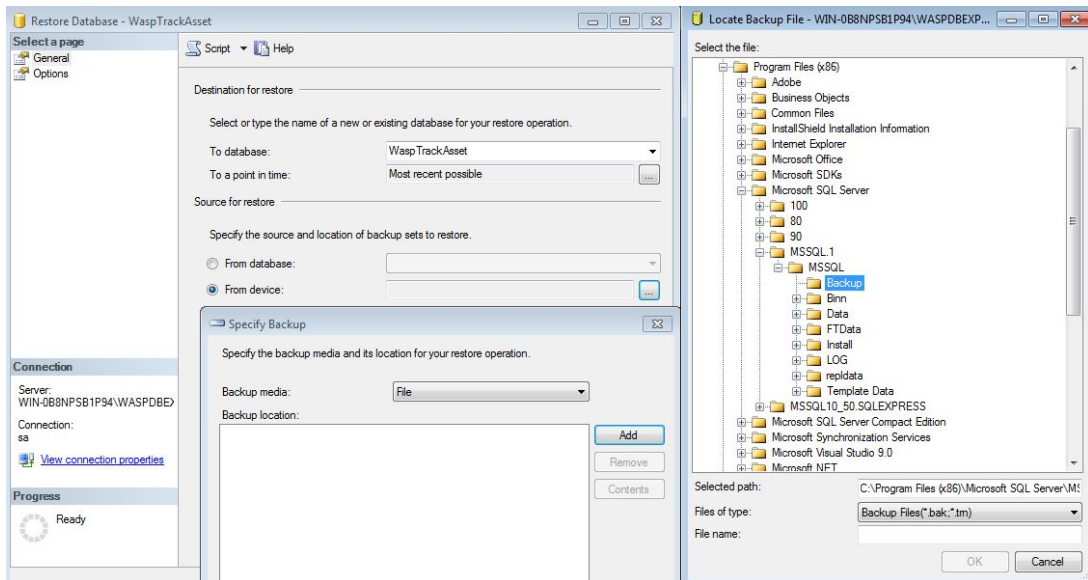 Restore Database - WaspTrackAsset
Select a page
General
Options
Script
Help
Destination for restore
Select or type the name of a new or existing database for your restore operation.
To database:
WaspTrackAsset
To a point in time:
Most recent possible
...
Source for restore
Specify the source and location of backup sets to restore.
From database:
From device:
...
Specify Backup
Specify the backup media and its location for your restore operation.
Backup media:
File
Backup location:
Add
Remove
Contents
Connection
Server:
WIN-0B8NPSB1P94\WASPDBEX
Connection:
sa
View connection properties
Progress
Ready
Locate Backup File - WIN-0B8NPSB1P94\WASPDBEXP...
Select the file:
Program Files (x86)
Adobe
Business Objects
Common Files
InstallShield Installation Information
Internet Explorer
Microsoft Office
Microsoft SDKs
Microsoft SQL Server
100
80
90
MSSQL.1
MSSQL
Backup
Binn
Data
FTData
Install
LOG
repldata
Template Data
MSSQL10_50.SQLEXPRESS
Microsoft SQL Server Compact Edition
Microsoft Synchronization Services
Microsoft Visual Studio 9.0
Microsoft.NET
Selected path:
C:\Program Files (x86)\Microsoft SQL Server\MS
Files of type:
Backup Files(*.bak;*.trn)
File name:
OK
Cancel